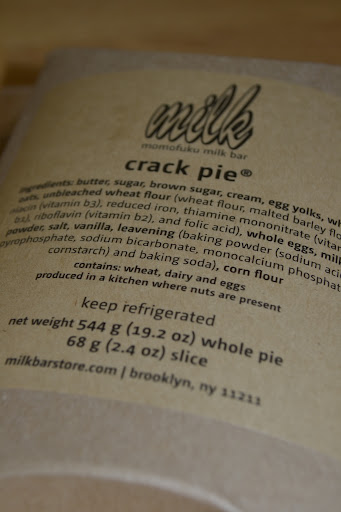 milk
momofuku milk bar
crack pie®
ingredients: butter, sugar, brown sugar, cream, egg yolks,
oats, unbleached wheat flour (wheat flour, malted barley
niacin (vitamin b3), reduced iron, thiamine mononitrate
b1), riboflavin (vitamin b2), and folic acid), whole eggs,
powder, salt, vanilla, leavening (baking powder (sodium
sodium bicarbonate, monocalcium
cornstarch) and baking soda), corn flour
contains: wheat, dairy and eggs
produced in a kitchen where nuts are present
keep refrigerated
net weight 544 g (19.2 oz) whole pie
68 g (2.4 oz) slice
milkbarstore.com | brooklyn, ny 11211